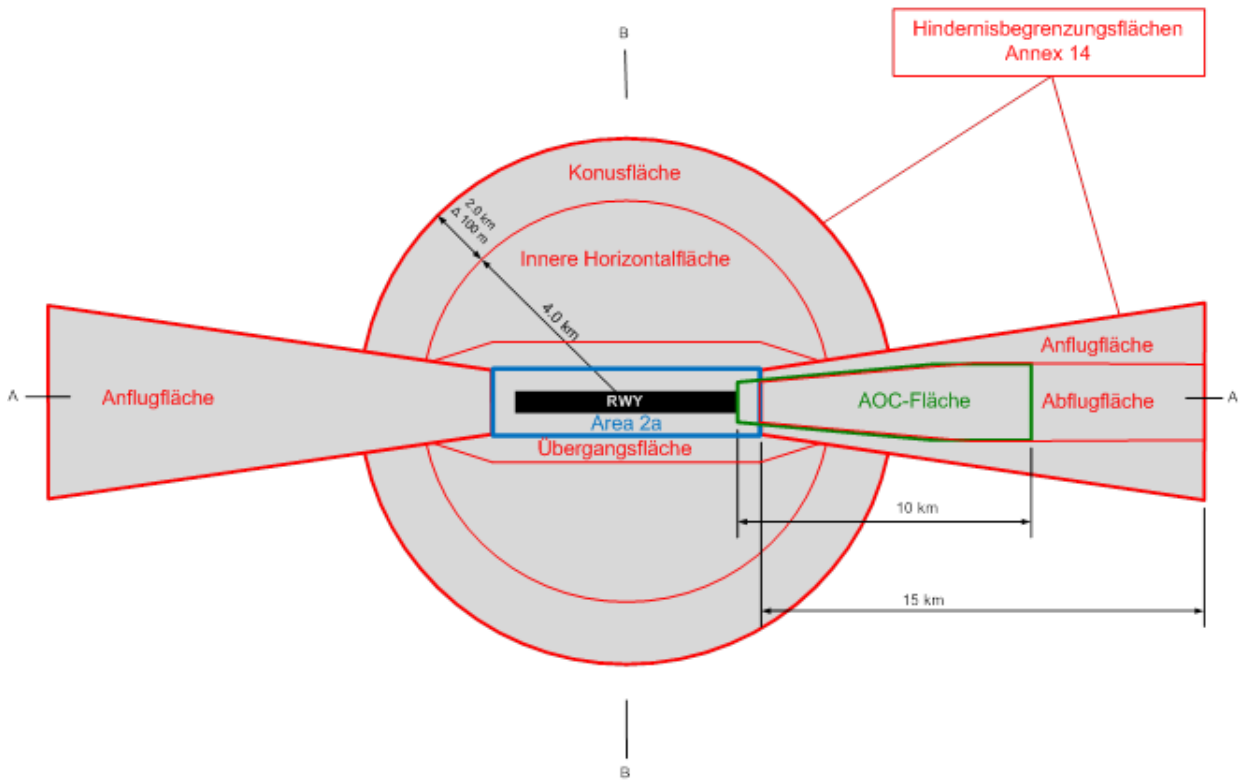 B
Hindernisbegrenzungsflächen
Annex 14
Konusfläche
2.0 km
Δ 100 m
Innere Horizontalfläche
4.0 km
Anflugfläche
A
Anflugfläche
RWY
AOC-Fläche
Abflugfläche
A
Area 2a
Übergangsfläche
10 km
15 km
B